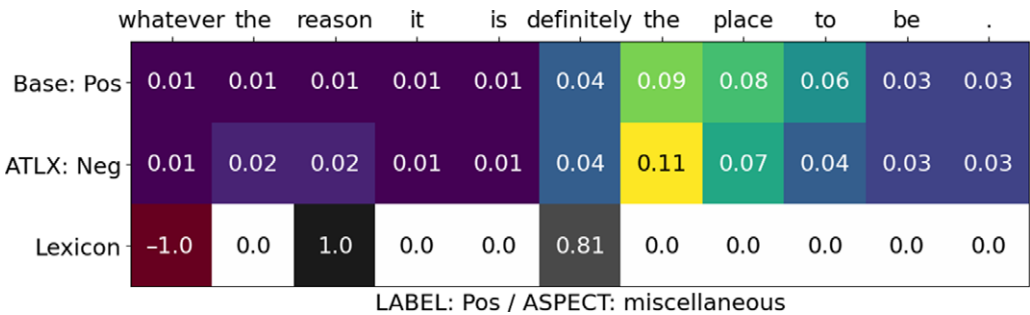 whatever the reason it is definitely the place to be .
Base: Pos 0.01 0.01 0.01 0.01 0.01 0.04 0.09 0.08 0.06 0.03 0.03
ATLX: Neg 0.01 0.02 0.02 0.01 0.01 0.04 0.11 0.07 0.04 0.03 0.03
Lexicon –1.0 0.0 1.0 0.0 0.0 0.81 0.0 0.0 0.0 0.0 0.0
LABEL: Pos / ASPECT: miscellaneous